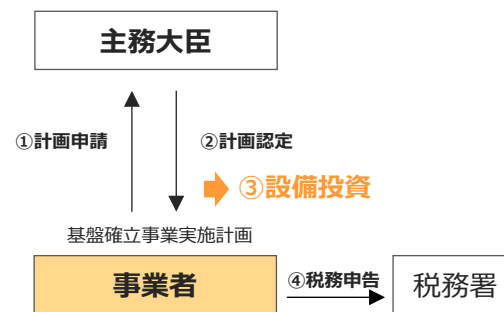 主務大臣
①計画申請
②計画認定
③設備投資
基盤確立事業実施計画
事業者
④税務申告
税務署